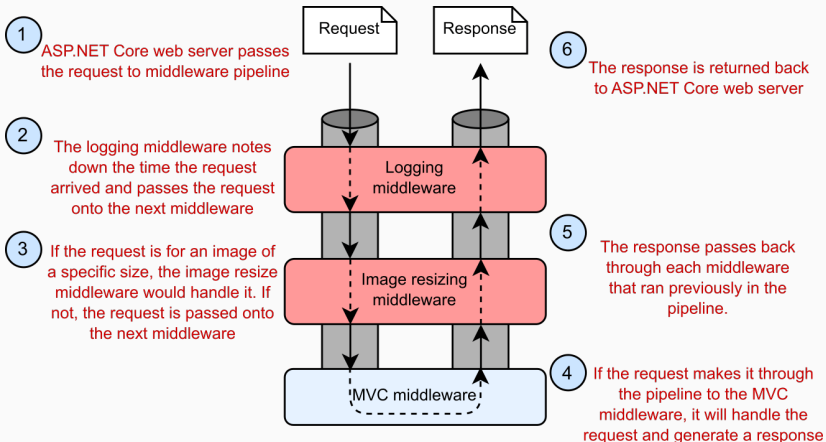 Request
Response
1
ASP.NET Core web server passes
the request to middleware pipeline
6
The response is returned back
to ASP.NET Core web server
2
The logging middleware notes
down the time the request
arrived and passes the request
onto the next middleware
Logging
middleware
3
If the request is for an image of
a specific size, the image resize
middleware would handle it. If
not, the request is passed onto
the next middleware
5
The response passes back
through each middleware
that ran previously in the
pipeline.
Image resizing
middleware
4
If the request makes it through
the pipeline to the MVC
middleware, it will handle the
request and generate a response
MVC middleware